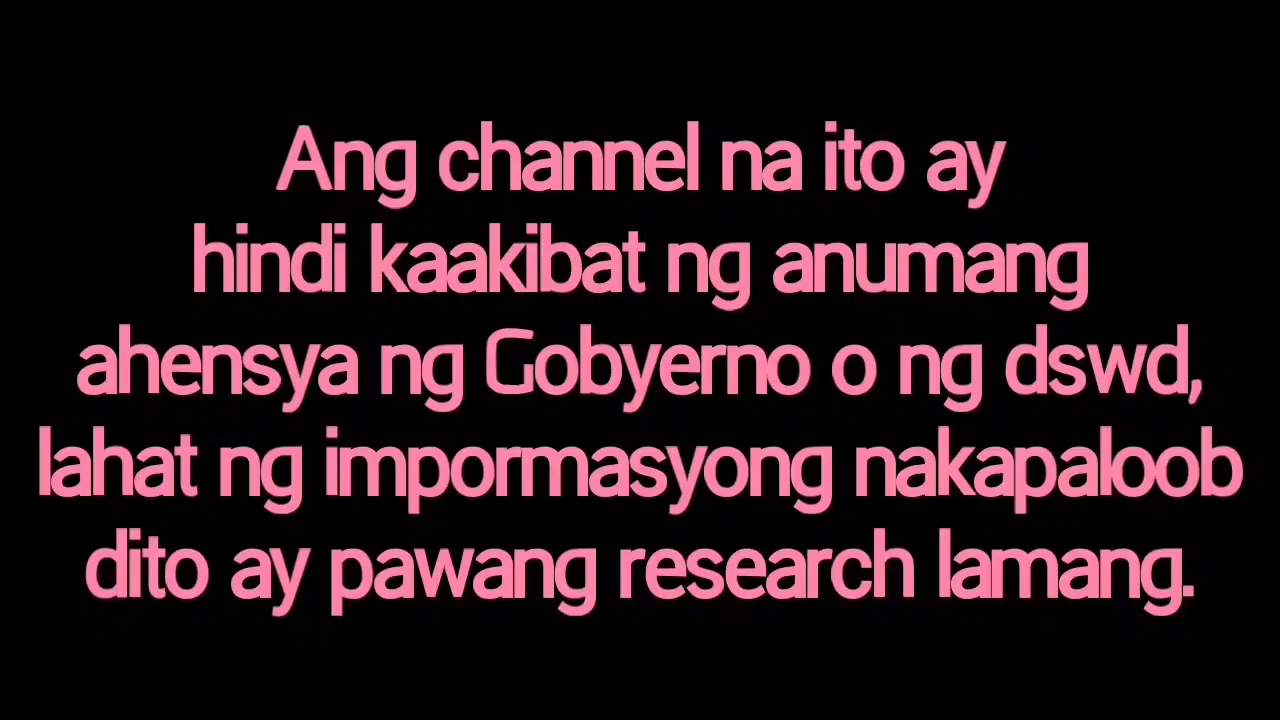 Ang channel na ito ay
hindi kaakibat ng anumang
ahensya ng Gobyerno o ng dswd,
lahat ng impormasyong nakapaloob
dito ay pawang research lamang.